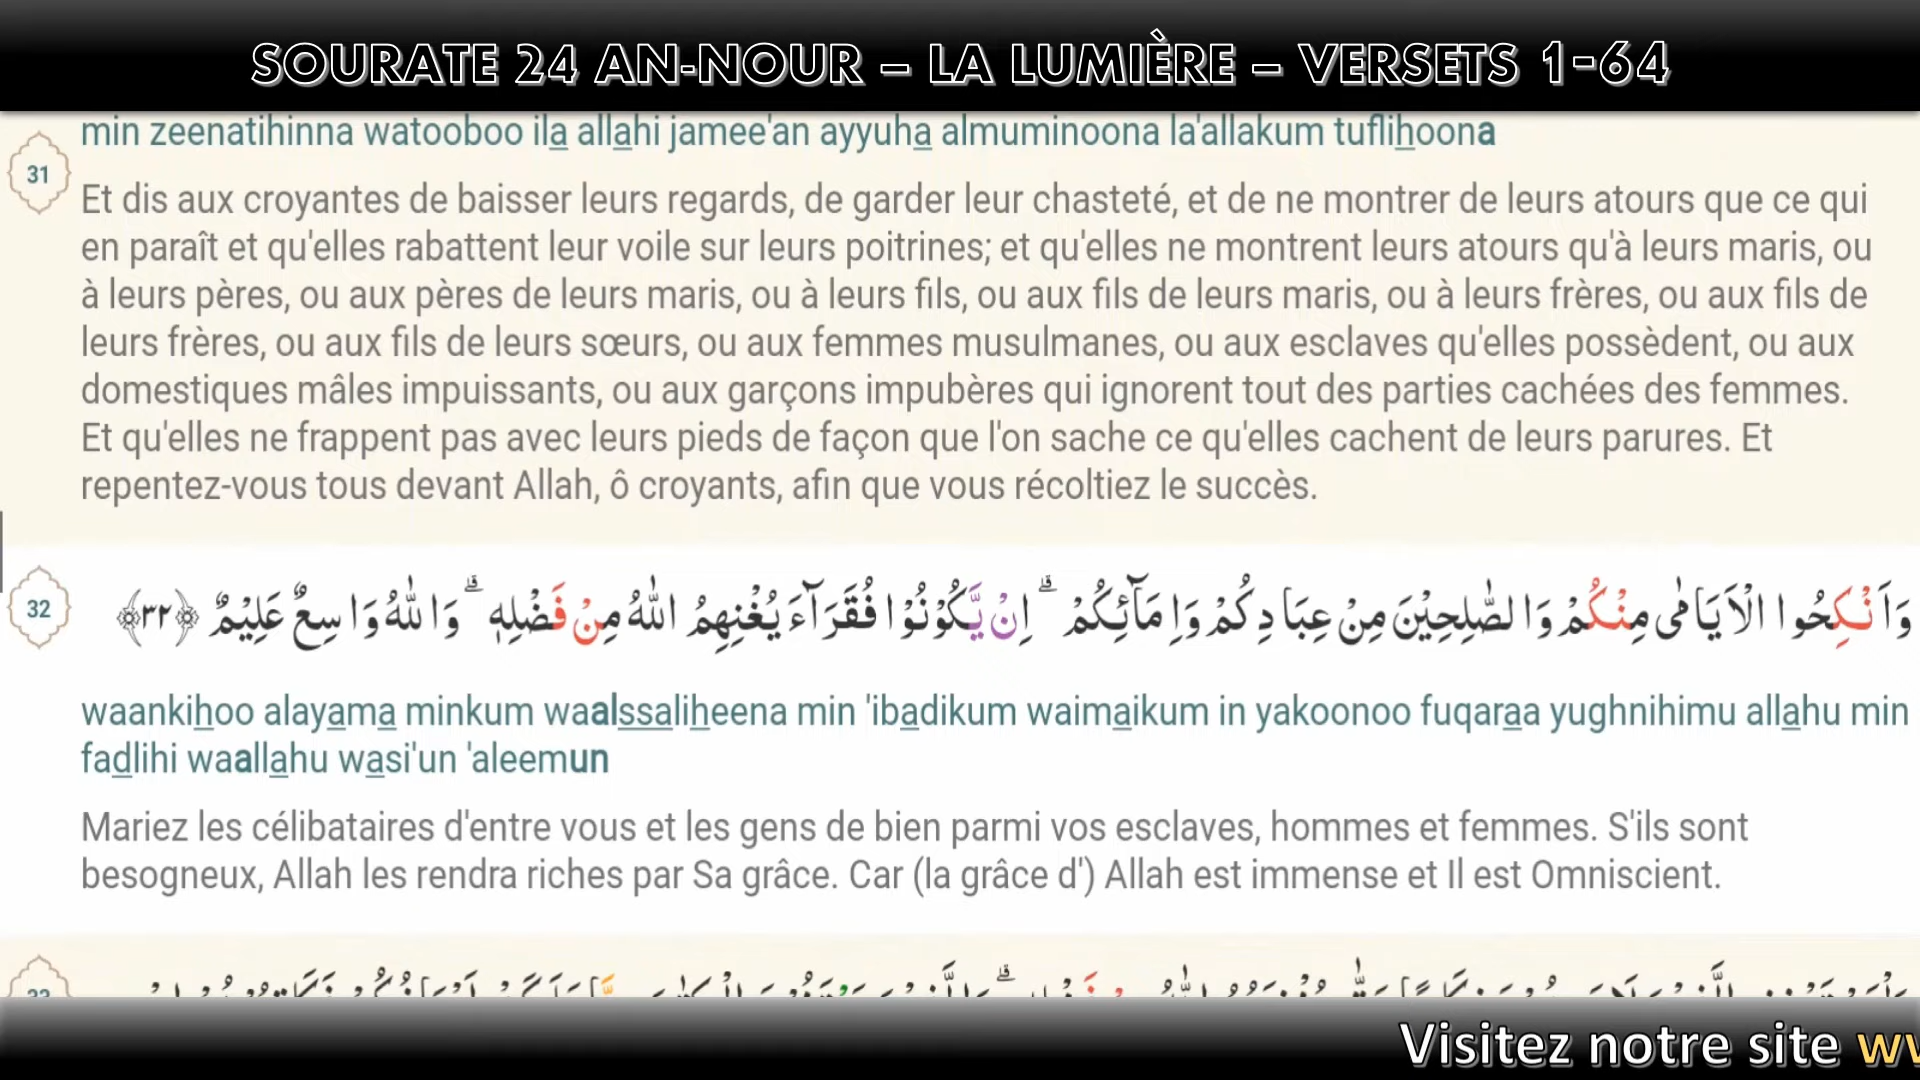 SOURATE 24 AN-NOUR – LA LUMIÈRE – VERSETS 1-64
min zeenatihinna watooboo ila allahi jamee'an ayyuha almuminoona la'allakum tuflihoona
31
Et dis aux croyantes de baisser leurs regards, de garder leur chasteté, et de ne montrer de leurs atours que ce qui
en paraît et qu'elles rabattent leur voile sur leurs poitrines; et qu'elles ne montrent leurs atours qu'à leurs maris, ou
à leurs pères, ou aux pères de leurs maris, ou à leurs fils, ou aux fils de leurs maris, ou à leurs frères, ou aux fils de
leurs frères, ou aux fils de leurs sœurs, ou aux femmes musulmanes, ou aux esclaves qu'elles possèdent, ou aux
domestiques mâles impuissants, ou aux garçons impubères qui ignorent tout des parties cachées des femmes.
Et qu'elles ne frappent pas avec leurs pieds de façon que l'on sache ce qu'elles cachent de leurs parures. Et
repentez-vous tous devant Allah, ô croyants, afin que vous récoltiez le succès.
32
وَاَنْكِحُوا الْاَيَامٰى مِنْكُمْ وَالصّٰلِحِيْنَ مِنْ عِبَادِكُمْ وَاِمَآئِكُمْ ۗ اِنْ يَّكُوْنُوْا فُقَرَآءَ يُغْنِهِمُ اللّٰهُ مِنْ فَضْلِهٖ ۗ وَاللّٰهُ وَاسِعٌ عَلِيْمٌ ﴿٣٢﴾
waankihoo alayama minkum waalssaliheena min 'ibadikum waimaikum in yakoonoo fuqaraa yughnihimu allahu min
fadlihi waallahu wasi'un 'aleemun
Mariez les célibataires d'entre vous et les gens de bien parmi vos esclaves, hommes et femmes. S'ils sont
besogneux, Allah les rendra riches par Sa grâce. Car (la grâce d') Allah est immense et Il est Omniscient.
Visitez notre site